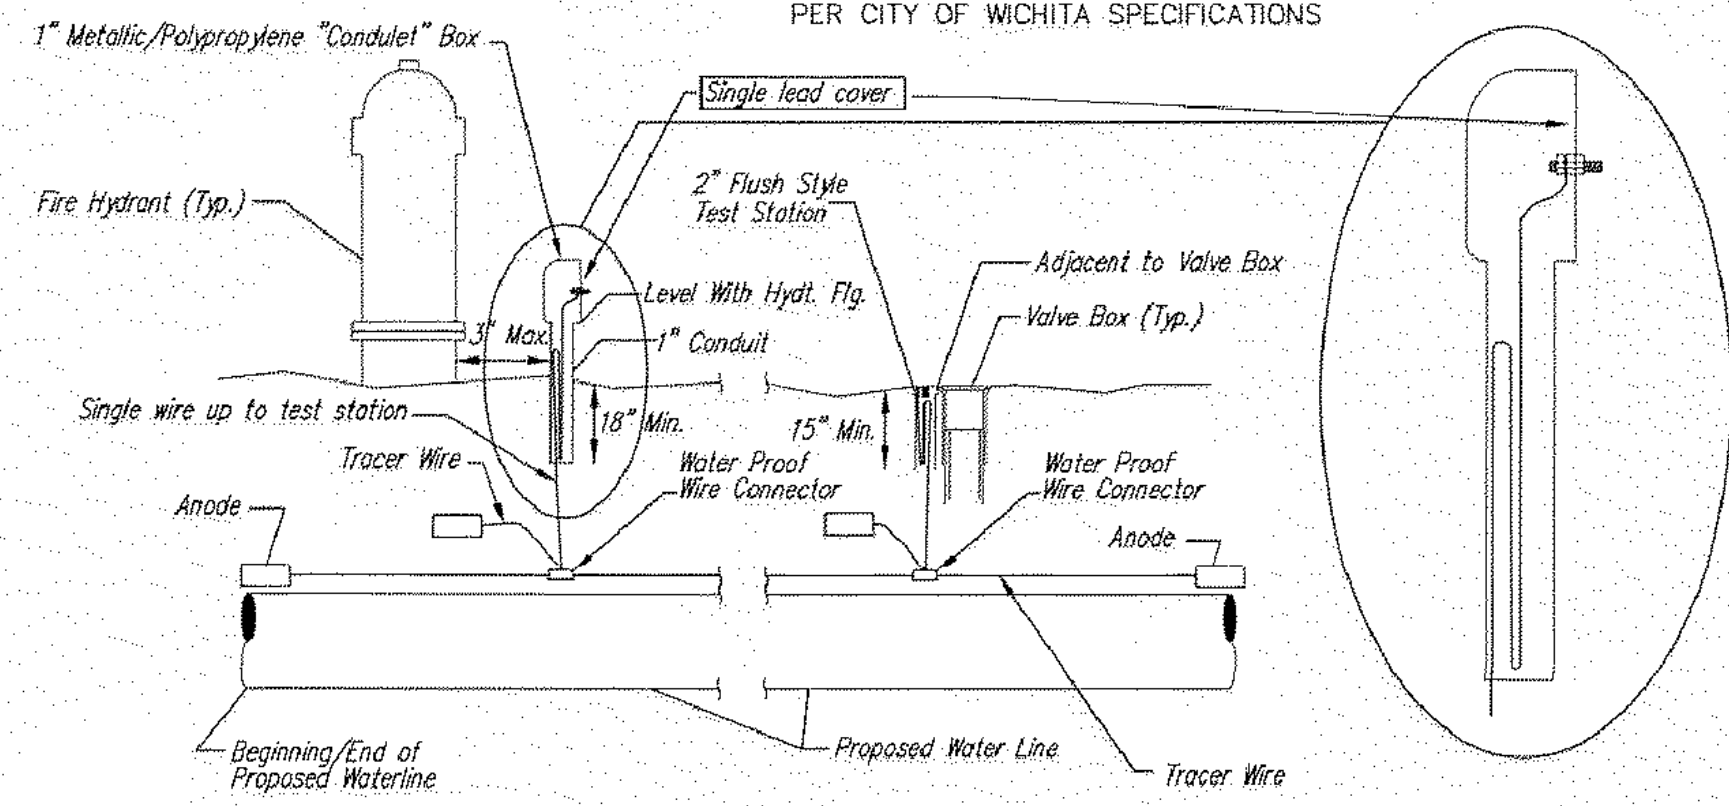 PER CITY OF WICHITA SPECIFICATIONS
1" Metallic/Polypropylene "Condulet" Box
Single lead cover
Fire Hydrant (Typ.)
2" Flush Style
Test Station
Adjacent to Valve Box
Level With Hydt. Flg.
Valve Box (Typ.)
3" Max.
1" Conduit
Single wire up to test station
18" Min.
15" Min.
Tracer Wire
Water Proof
Wire Connector
Water Proof
Wire Connector
Anode
Anode
Beginning/End of
Proposed Waterline
Proposed Water Line
Tracer Wire